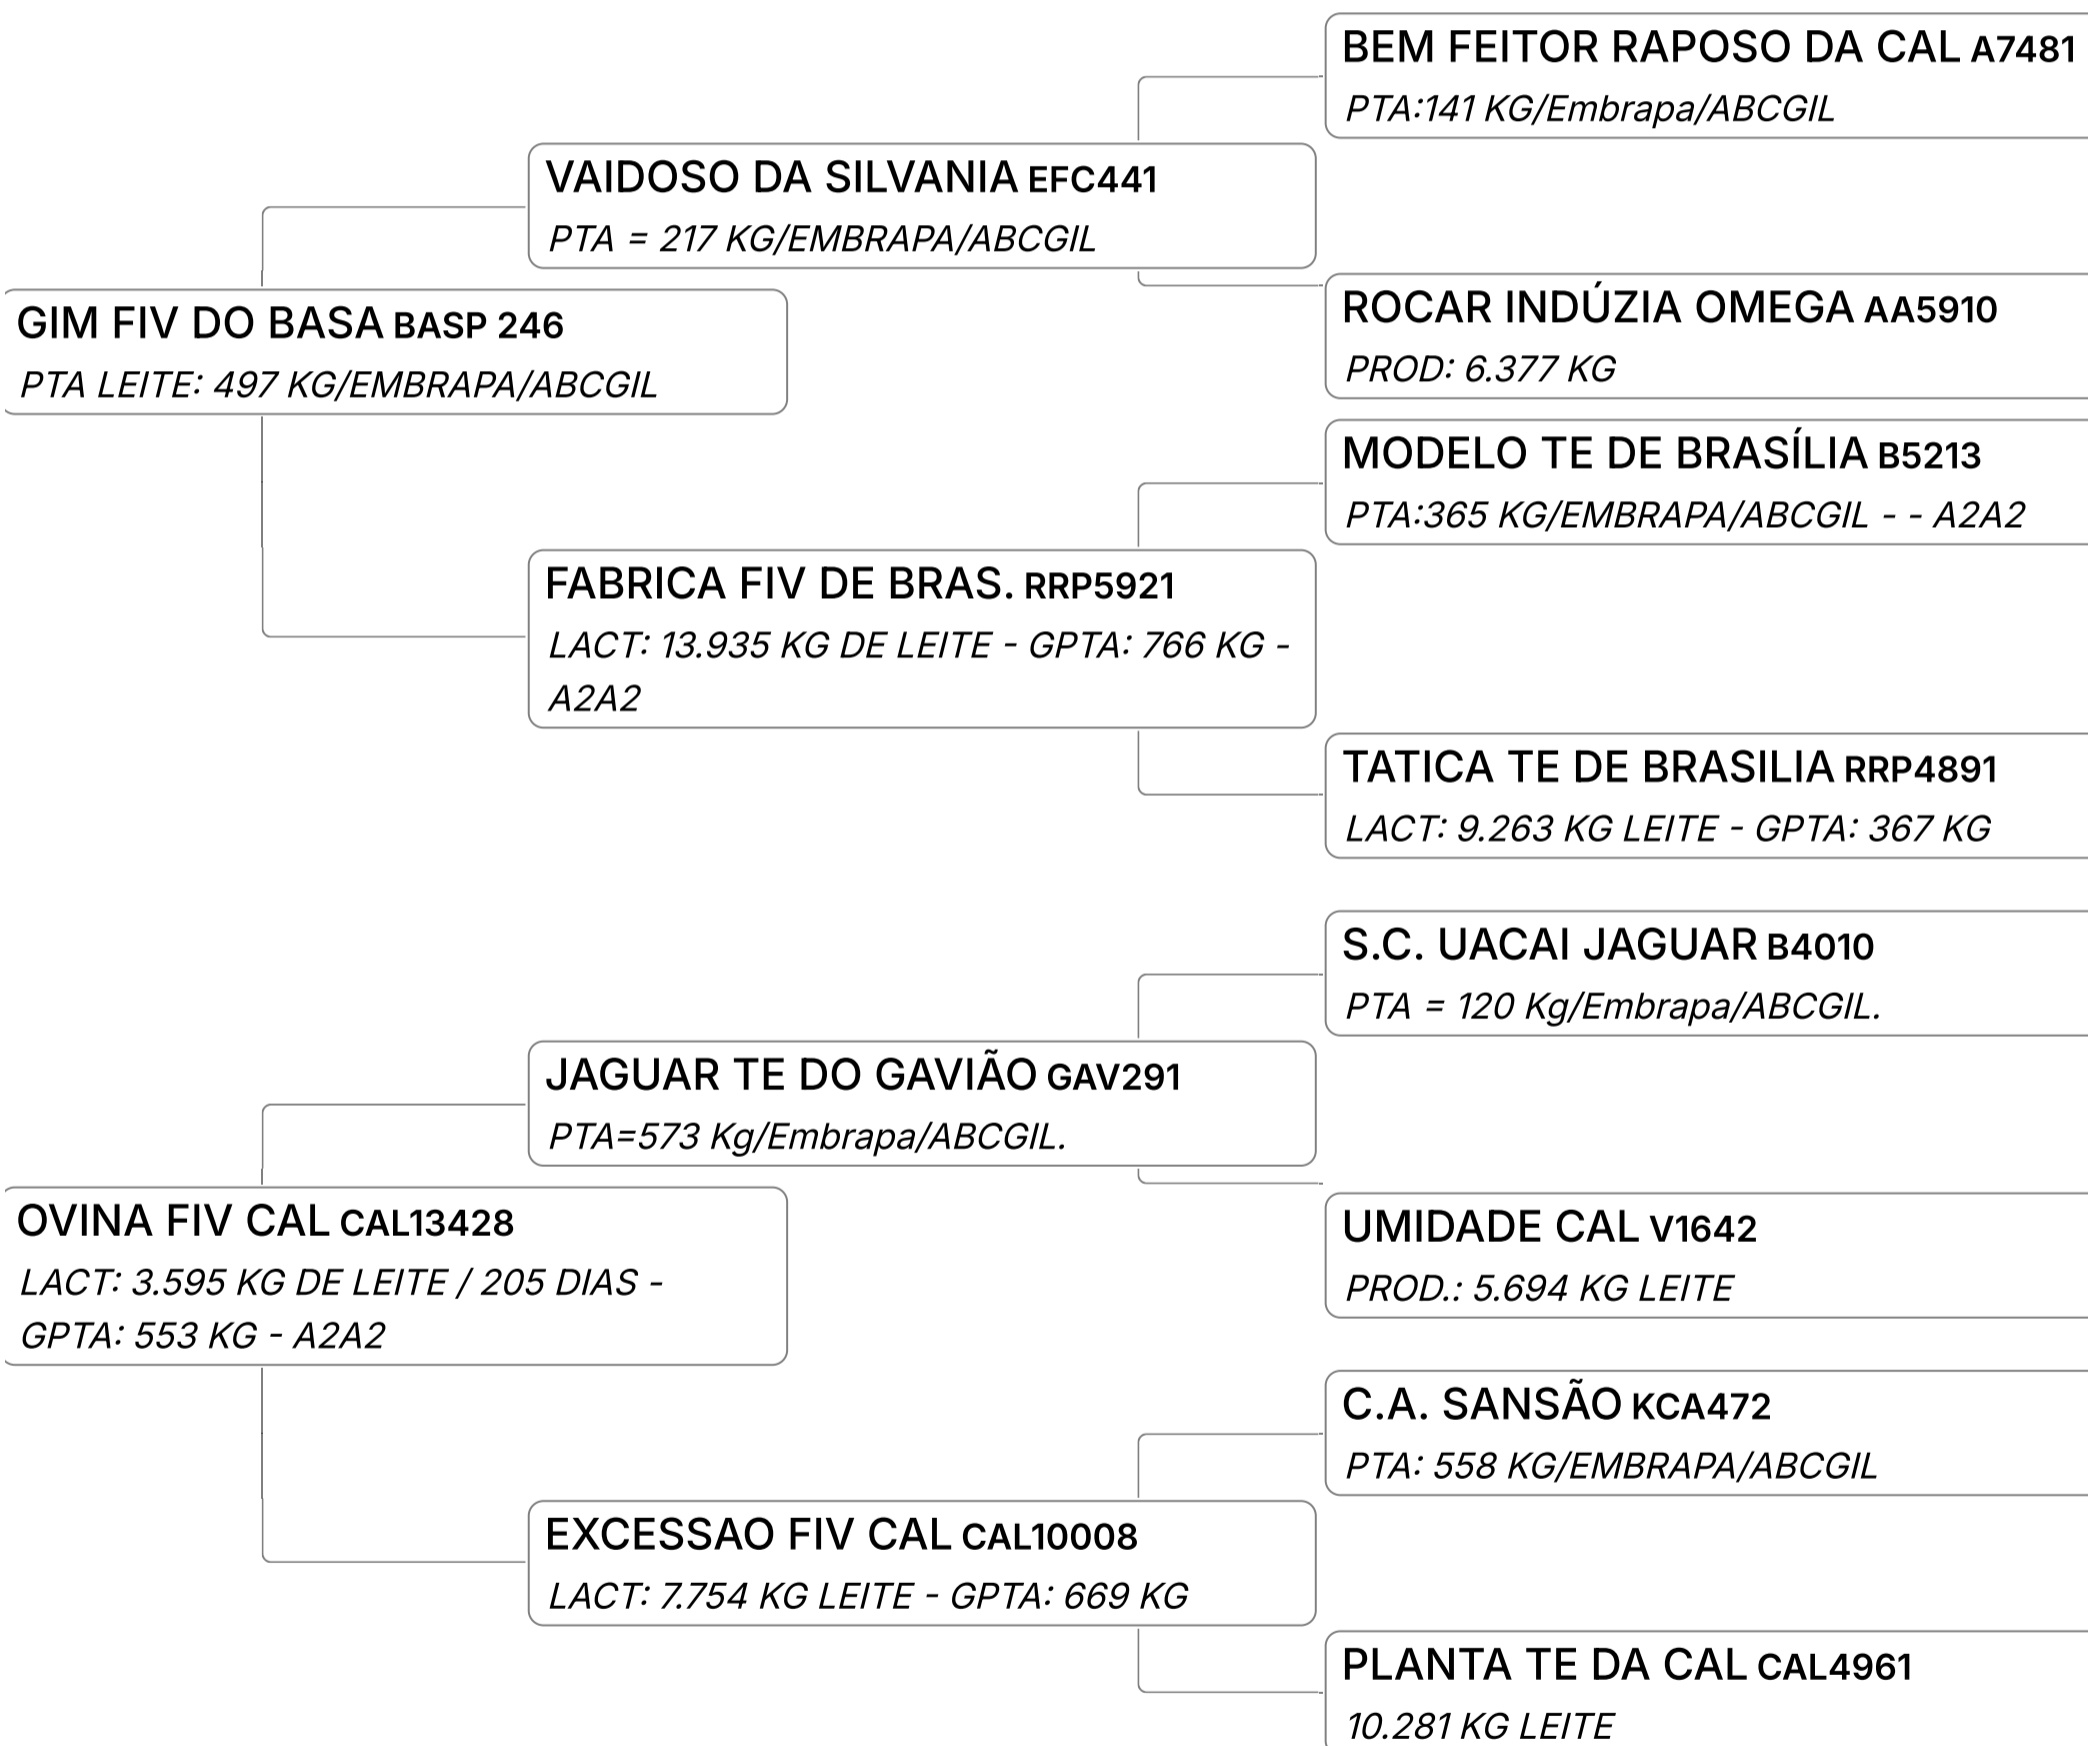 BEM FEITOR RAPOSO DA CAL A7481
PTA:141 KG/Embrapa/ABCGIL
VAIDOSO DA SILVANIA EFC441
PTA = 217 KG/EMBRAPA/ABCGIL
ROCAR INDÚZIA OMEGA AA5910
PROD: 6.377 KG
GIM FIV DO BASA BASP 246
PTA LEITE: 497 KG/EMBRAPA/ABCGIL
MODELO TE DE BRASÍLIA B5213
PTA:365 KG/EMBRAPA/ABCGIL - - A2A2
FABRICA FIV DE BRAS. RRP5921
LACT: 13.935 KG DE LEITE - GPTA: 766 KG -
A2A2
TATICA TE DE BRASILIA RRP4891
LACT: 9.263 KG LEITE - GPTA: 367 KG
S.C. UACAI JAGUAR B4010
PTA = 120 Kg/Embrapa/ABCGIL.
JAGUAR TE DO GAVIÃO GAV291
PTA=573 Kg/Embrapa/ABCGIL.
UMIDADE CAL V1642
PROD.: 5.694 KG LEITE
OVINA FIV CAL CAL13428
LACT: 3.595 KG DE LEITE / 205 DIAS -
GPTA: 553 KG - A2A2
C.A. SANSÃO KCA472
PTA: 558 KG/EMBRAPA/ABCGIL
EXCESSAO FIV CAL CAL10008
LACT: 7.754 KG LEITE - GPTA: 669 KG
PLANTA TE DA CAL CAL4961
10.281 KG LEITE